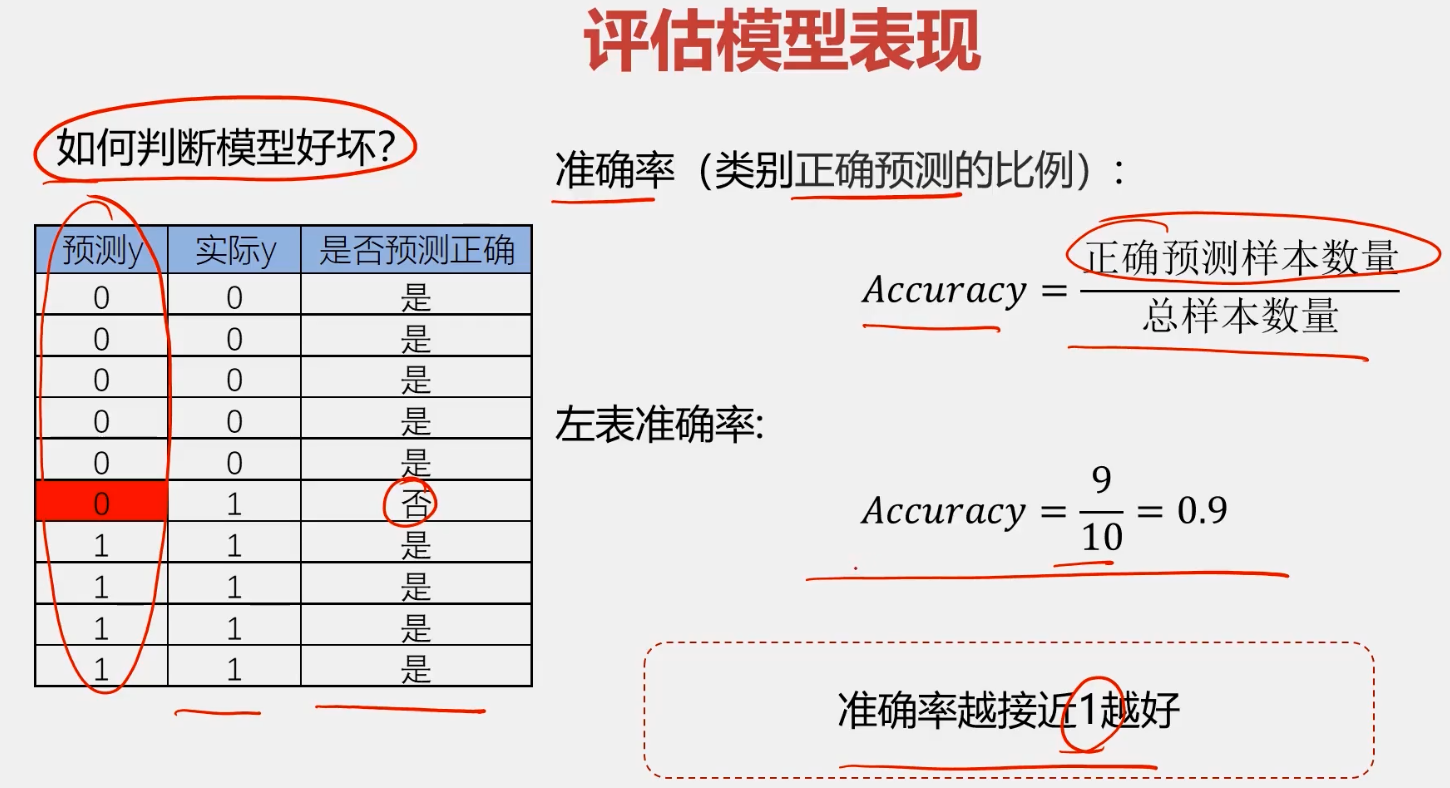 评估模型表现
如何判断模型好坏?
预测y 实际y 是否预测正确
0 0 是
0 0 是
0 0 是
0 0 是
0 0 是
0 1 否
1 1 是
1 1 是
1 1 是
1 1 是
准确率（类别正确预测的比例）:
Accuracy = 正确预测样本数量 / 总样本数量
左表准确率:
Accuracy = 9/10 = 0.9
准确率越接近1越好